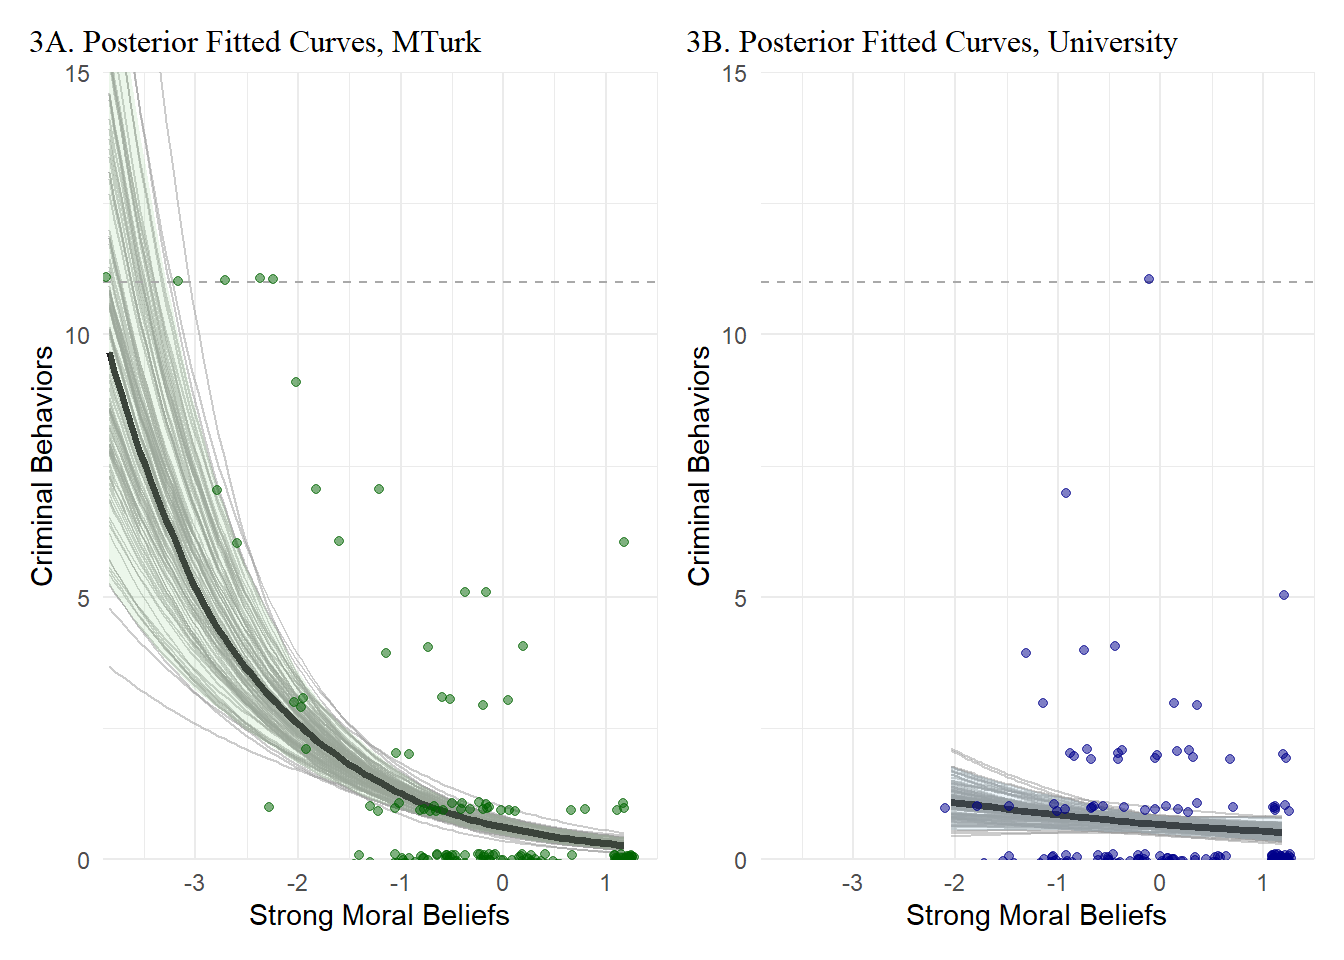 3A. Posterior Fitted Curves, MTurk
15
10
5
0
Criminal Behaviors
-3 -2 -1 0 1
Strong Moral Beliefs
3B. Posterior Fitted Curves, University
15
10
5
0
Criminal Behaviors
-3 -2 -1 0 1
Strong Moral Beliefs